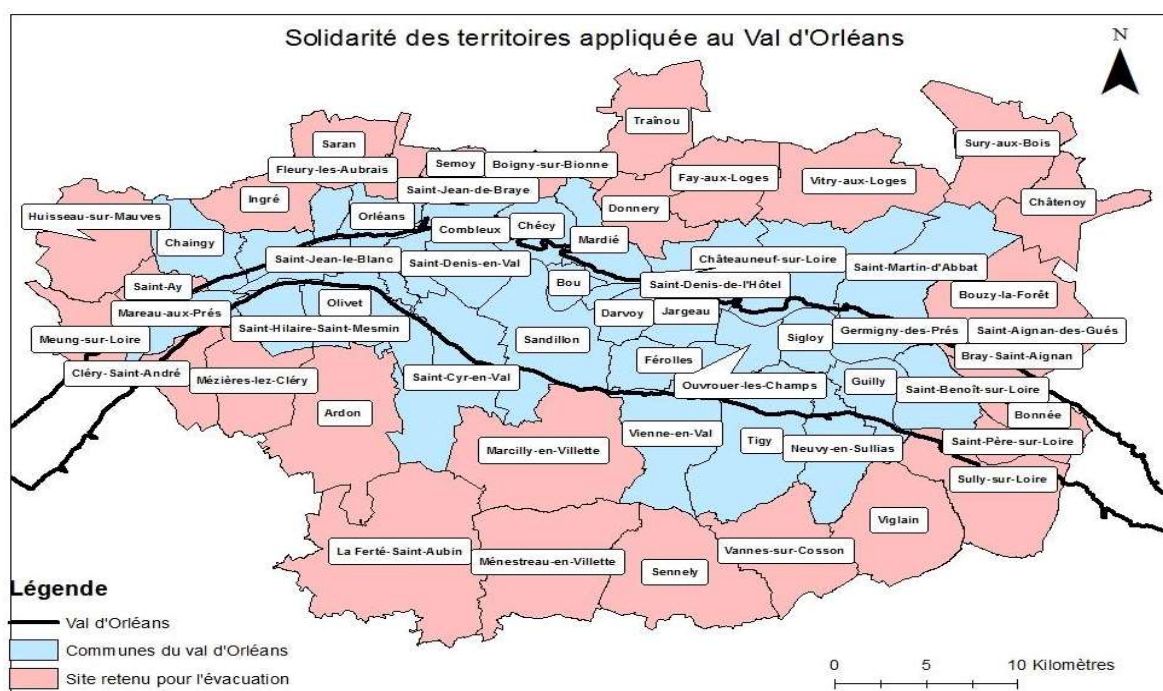 Solidarité des territoires appliquée au Val d'Orléans
N
Traînou
Saran
Sury-aux-Bois
Semoy
Boigny-sur-Bionne
Fleury-les-Aubrais
Fay-aux-Loges
Vitry-aux-Loges
Saint-Jean-de-Braye
Ingré
Châtenoy
Donnery
Huisseau-sur-Mauves
Orléans
Chécy
Combleux
Mardié
Chaingy
Châteauneuf-sur-Loire
Saint-Jean-le-Blanc
Saint-Denis-en-Val
Saint-Martin-d'Abbat
Bou
Saint-Denis-de-l'Hôtel
Saint-Ay
Bouzy-la-Forêt
Olivet
Mareau-aux-Prés
Darvoy
Jargeau
Saint-Hilaire-Saint-Mesmin
Germigny-des-Prés
Saint-Aignan-des-Gués
Meung-sur-Loire
Sandillon
Sigloy
Férolles
Bray-Saint-Aignan
Cléry-Saint-André
Mézières-lez-Cléry
Saint-Cyr-en-Val
Ouvrouer-les-Champs
Guilly
Saint-Benoît-sur-Loire
Ardon
Bonnée
Vienne-en-Val
Tigy
Saint-Père-sur-Loire
Marcilly-en-Villette
Neuvy-en-Sullias
Sully-sur-Loire
Viglain
La Ferté-Saint-Aubin
Vannes-sur-Cosson
Ménestreau-en-Villette
Sennely
Légende
Val d'Orléans
Communes du val d'Orléans
Site retenu pour l'évacuation
0 5 10 Kilomètres